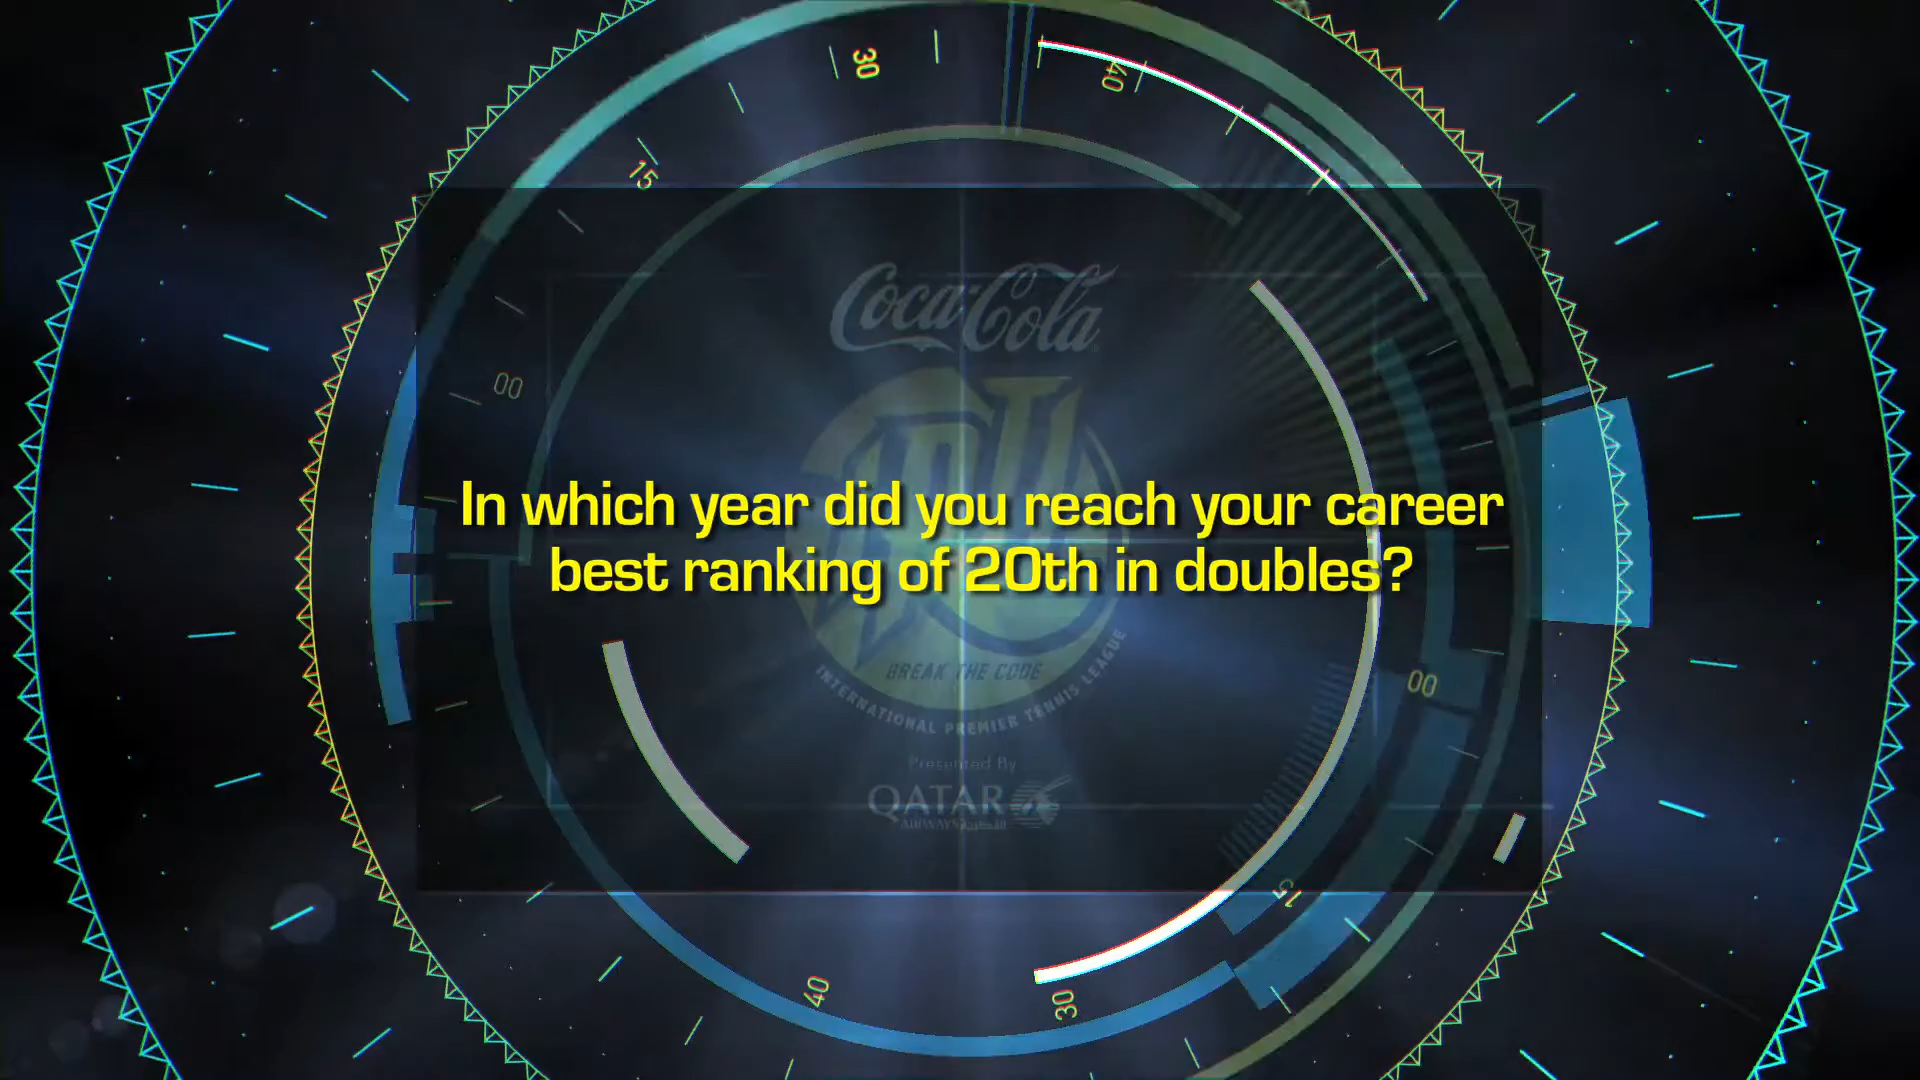 30
40
15
00
Coca-Cola
In which year did you reach your career
best ranking of 20th in doubles?
BREAK THE CODE
INTERNATIONAL PREMIER TENNIS LEAGUE
00
Presented By
QATAR
AIRWAYS
15
40
30